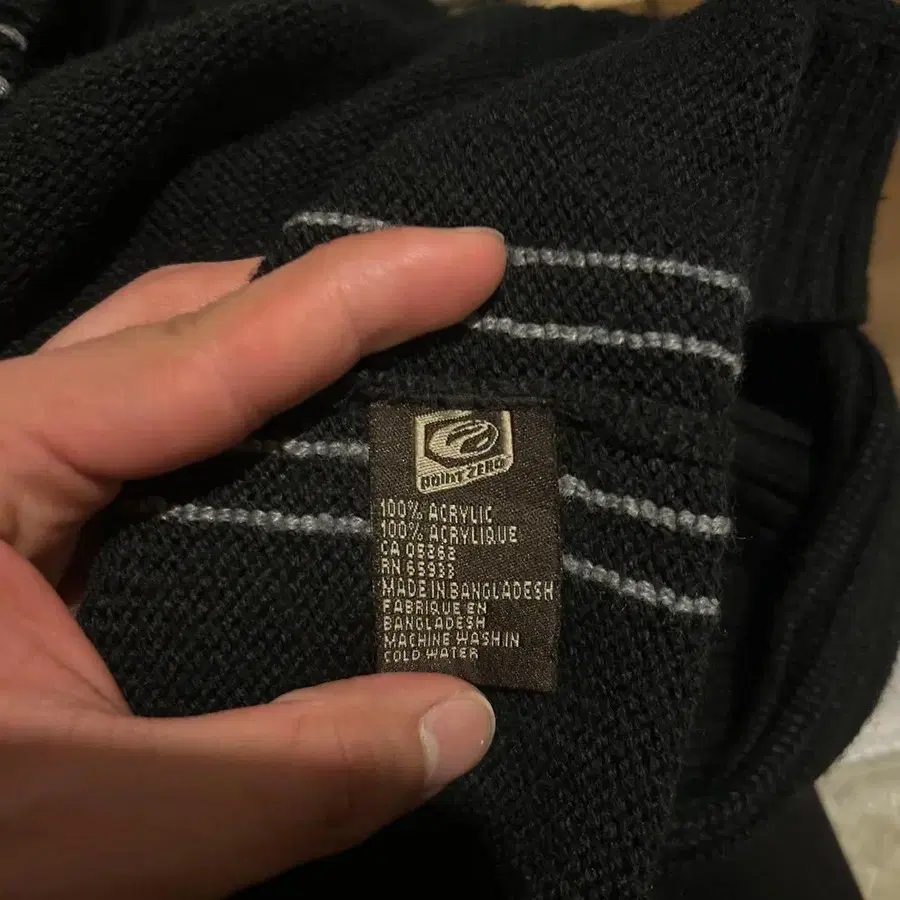 POINT ZERO
100% ACRYLIC
100% ACRYLIQUE
CA 05262
RN 65933
MADE IN BANGLADESH
FABRIQUE EN
BANGLADESH
MACHINE WASH IN
COLD WATER